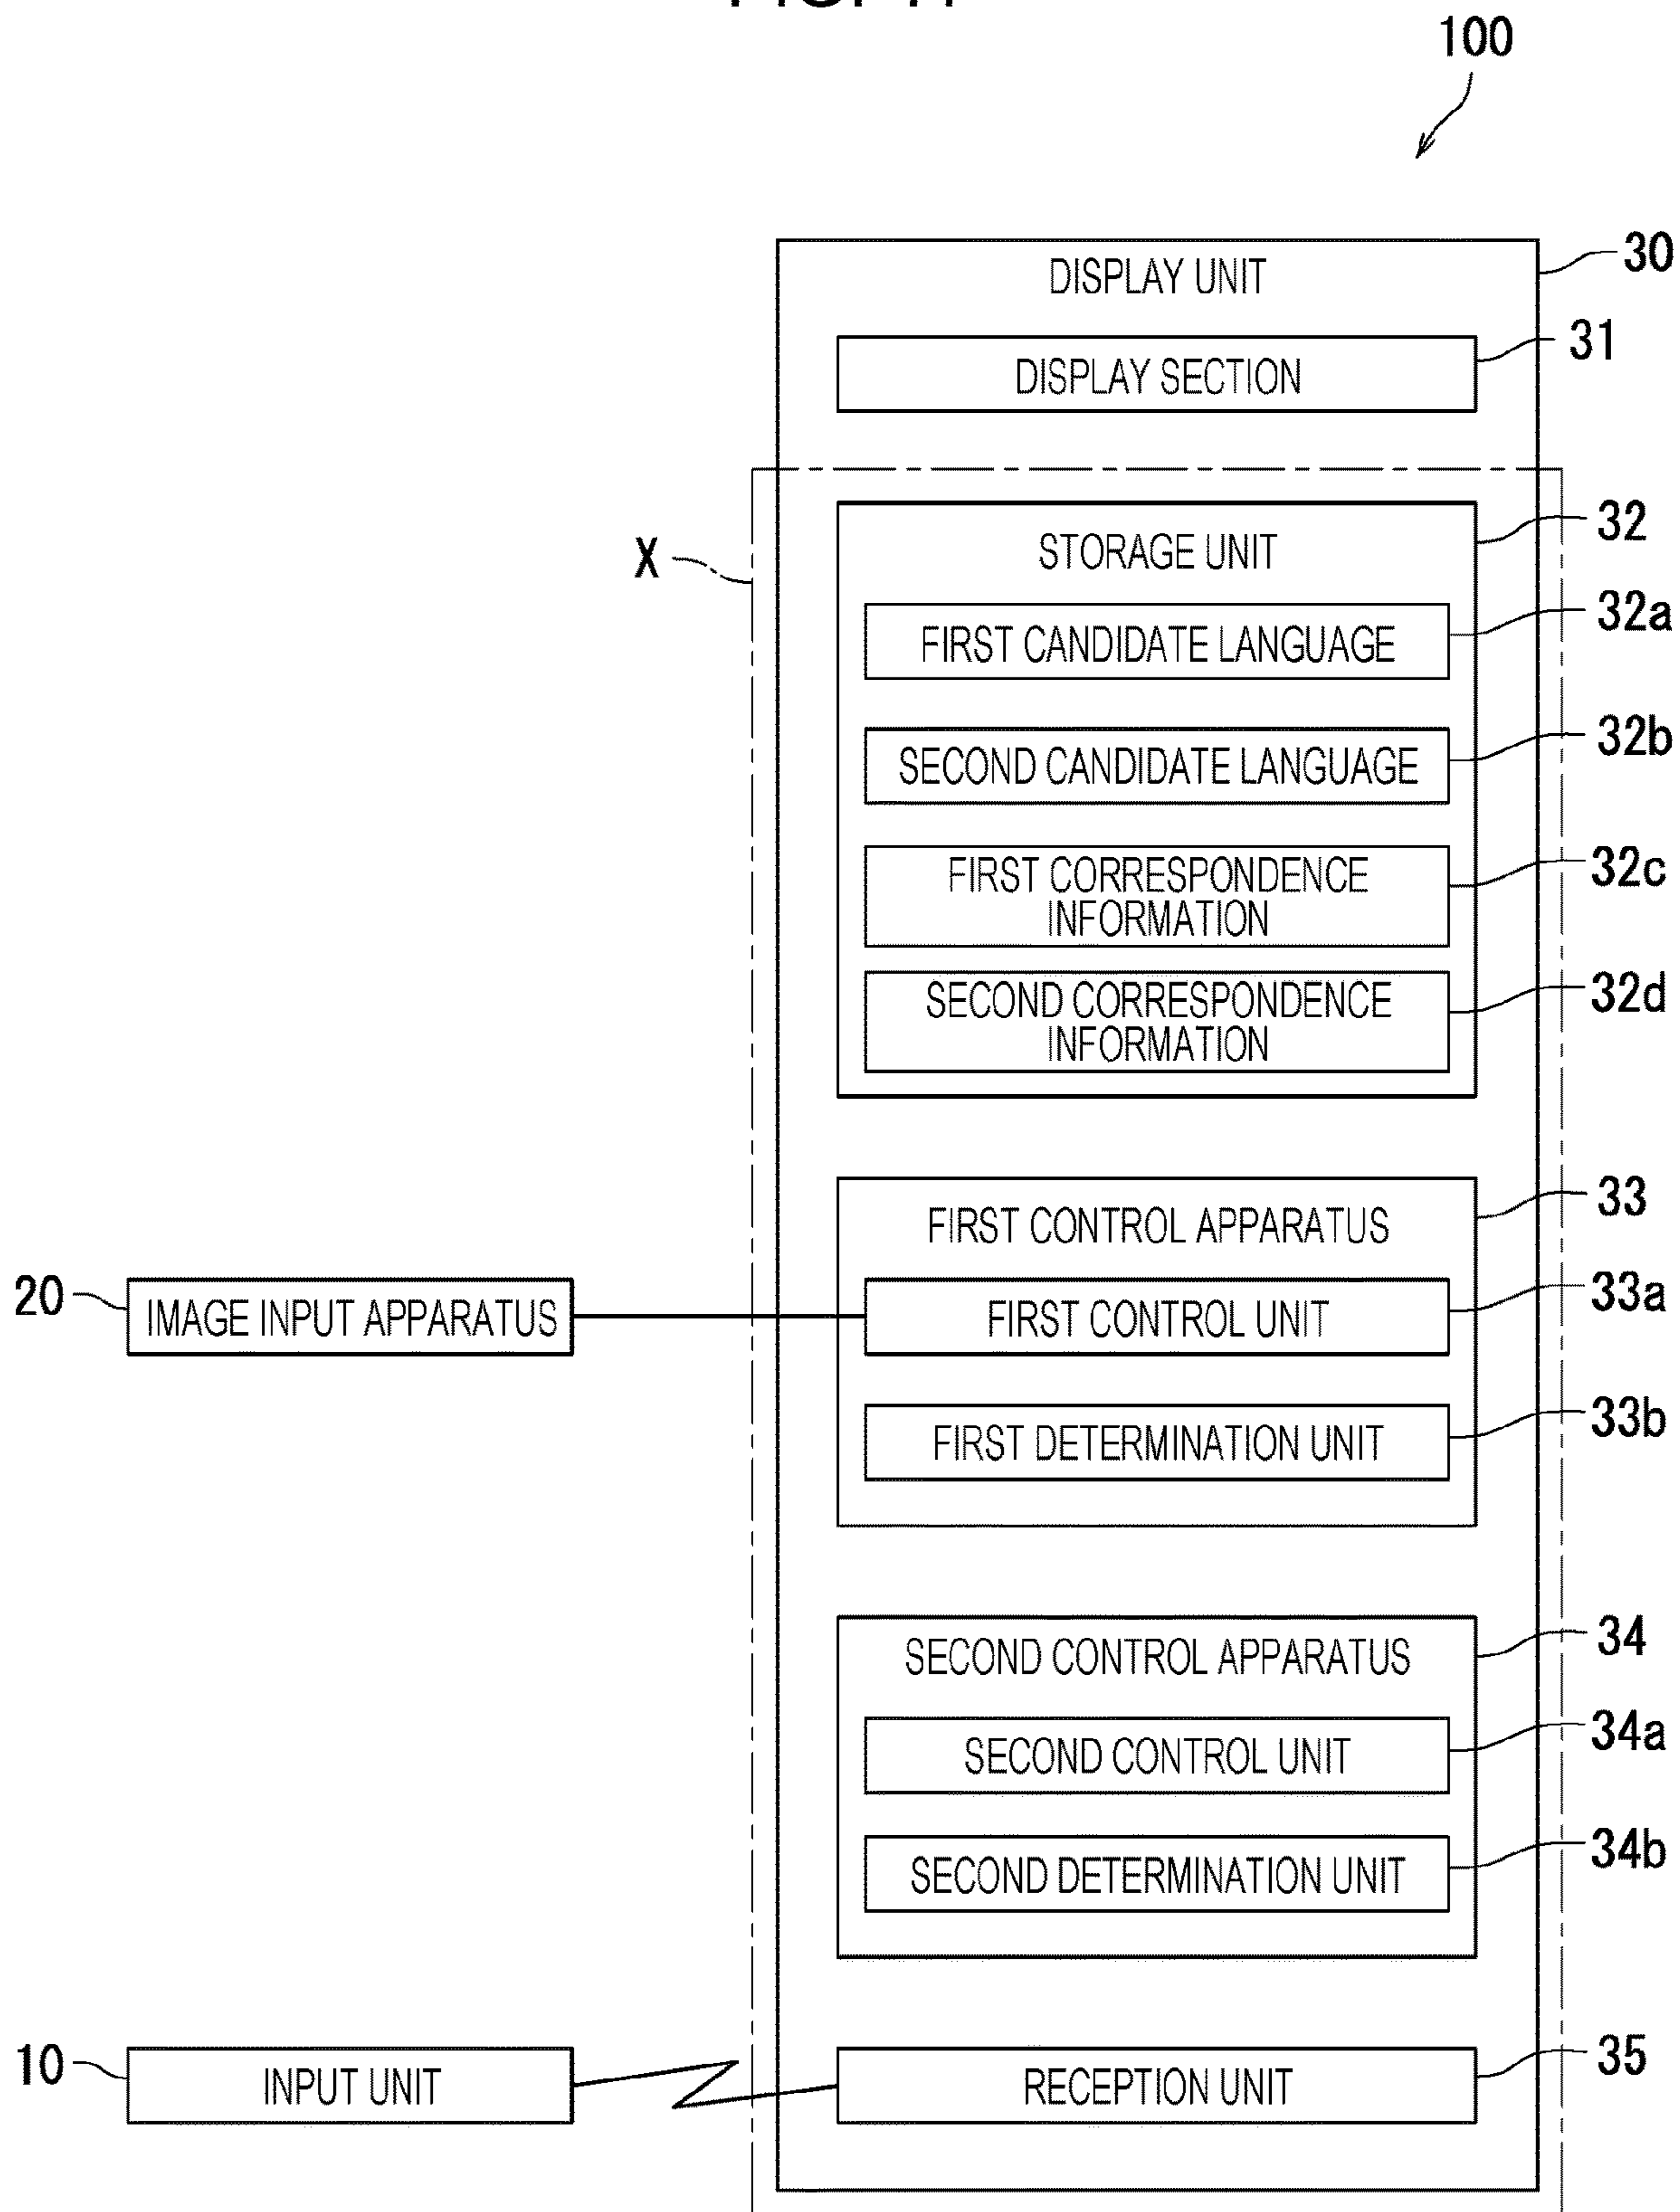 100
DISPLAY UNIT
30
DISPLAY SECTION
31
X
STORAGE UNIT
32
FIRST CANDIDATE LANGUAGE
32a
SECOND CANDIDATE LANGUAGE
32b
FIRST CORRESPONDENCE
INFORMATION
32c
SECOND CORRESPONDENCE
INFORMATION
32d
FIRST CONTROL APPARATUS
33
20
IMAGE INPUT APPARATUS
FIRST CONTROL UNIT
33a
FIRST DETERMINATION UNIT
33b
SECOND CONTROL APPARATUS
34
SECOND CONTROL UNIT
34a
SECOND DETERMINATION UNIT
34b
10
INPUT UNIT
RECEPTION UNIT
35